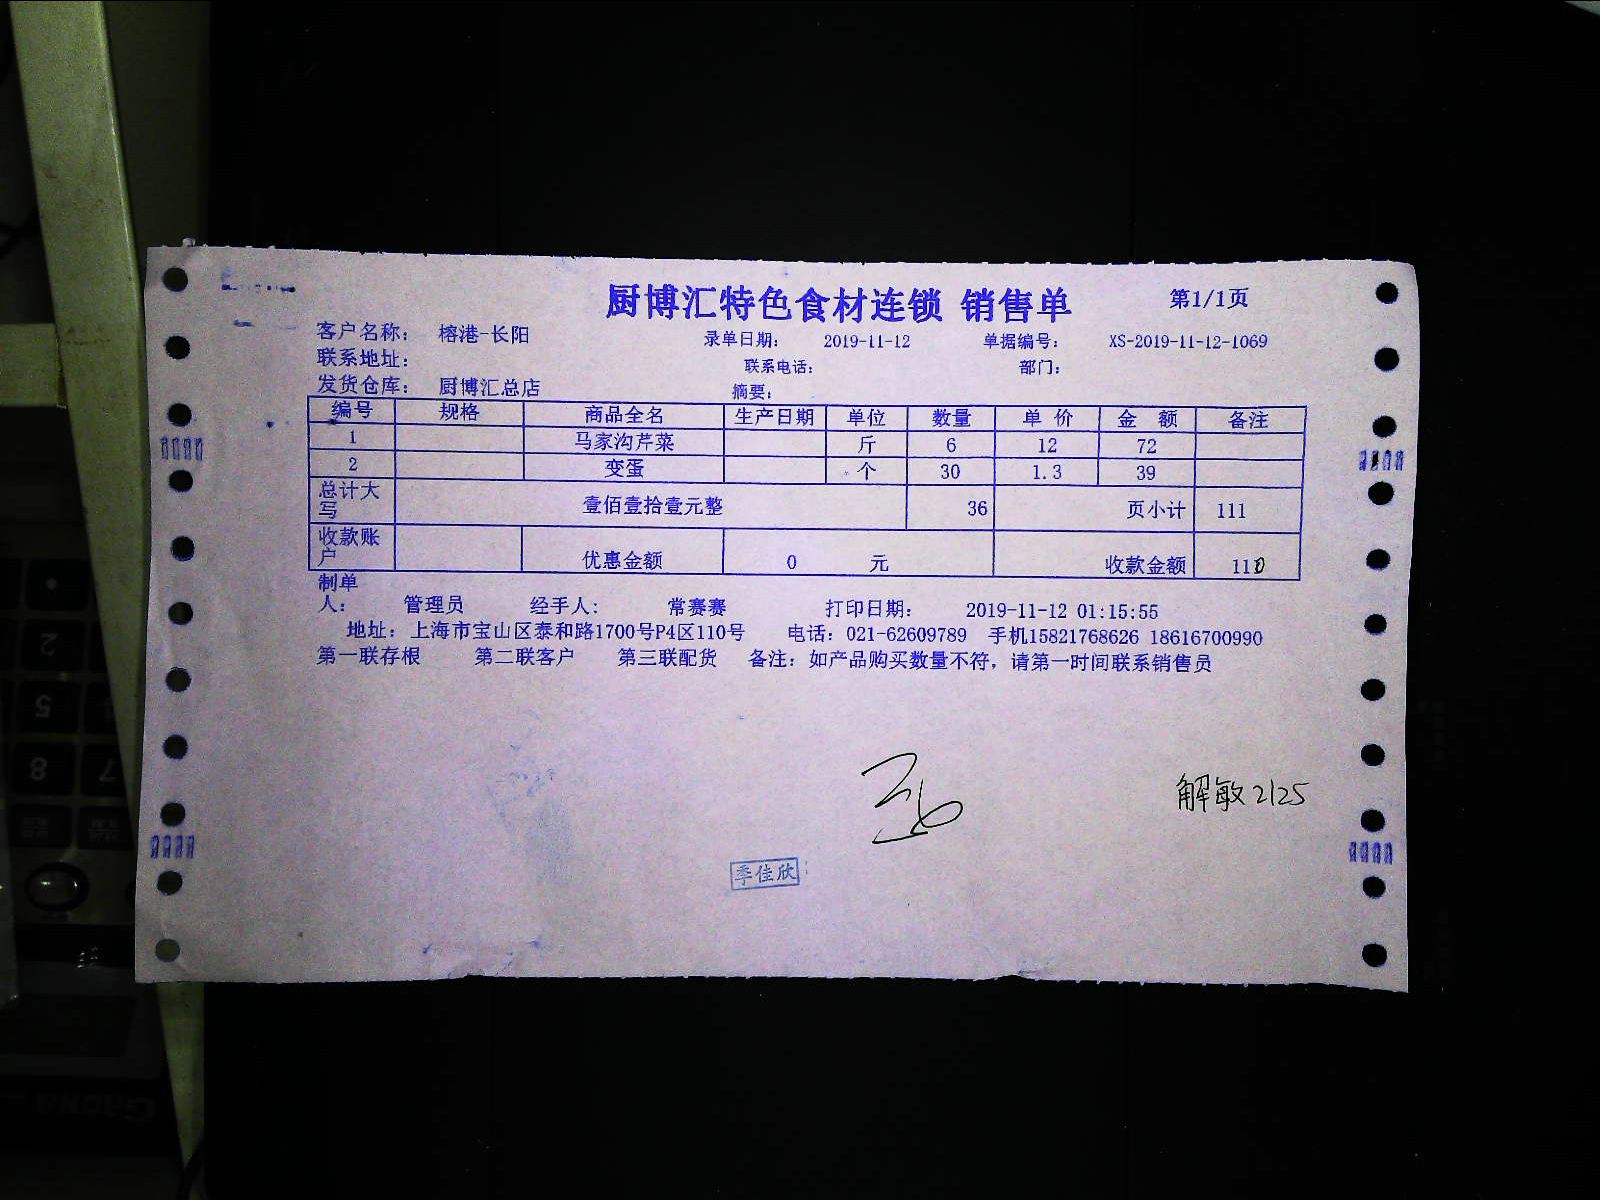 厨博汇特色食材连锁 销售单 第1/1页
客户名称： 榕港-长阳 录单日期： 2019-11-12 单据编号： XS-2019-11-12-1069
联系地址： 联系电话： 部门：
发货仓库： 厨博汇总店 摘要：
编号 规格 商品全名 生产日期 单位 数量 单 价 金 额 备注
1 马家沟芹菜 斤 6 12 72
2 变蛋 个 30 1.3 39
总计大写 壹佰壹拾壹元整 36 页小计 111
收款账户 优惠金额 0 元 收款金额 110
制单人： 管理员 经手人： 常赛赛 打印日期： 2019-11-12 01:15:55
地址：上海市宝山区泰和路1700号P4区110号 电话：021-62609789 手机15821768626 18616700990
第一联存根 第二联客户 第三联配货 备注：如产品购买数量不符，请第一时间联系销售员
解敏2125
季佳欣
2
5
8
7